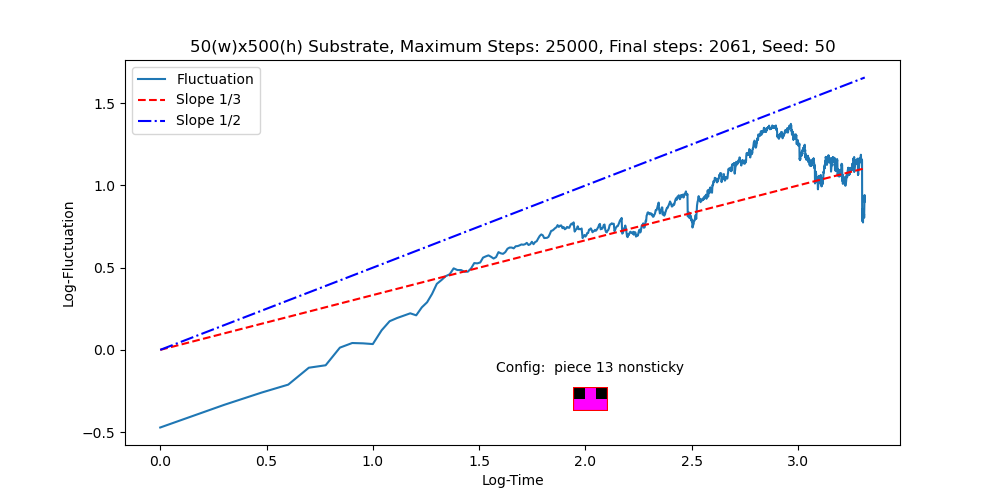 50(w)x500(h) Substrate, Maximum Steps: 25000, Final steps: 2061, Seed: 50
Fluctuation
Slope 1/3
Slope 1/2
Log-Fluctuation
1.5
1.0
0.5
0.0
−0.5
Config:  piece 13 nonsticky
0.0 0.5 1.0 1.5 2.0 2.5 3.0
Log-Time